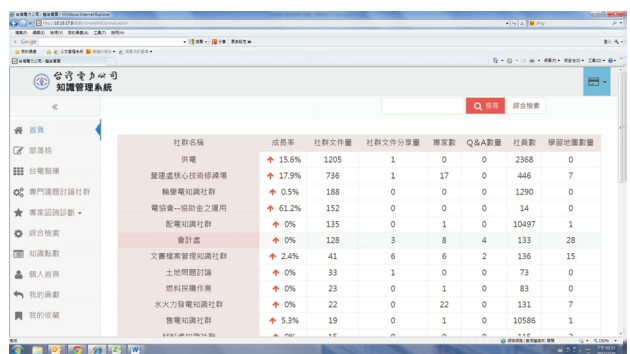 台灣電力公司
知識管理系統
搜尋
綜合檢索
首頁
部落格
台電智庫
專門議題討論社群
專家諮詢診斷
綜合檢索
知識點數
個人首頁
我的貢獻
我的收藏
社群名稱 成長率 社群文件量 社群文件分享量 專家數 Q&A數量 社員數 學習地圖數量
供電 15.6% 1205 1 0 0 2368 0
營建處核心技術修練場 17.9% 736 1 17 0 446 7
輸變電知識社群 0.5% 188 0 0 0 1290 0
電協會--協助金之運用 61.2% 152 0 0 0 14 0
配電知識社群 0% 135 0 1 0 10497 1
會計處 0% 128 3 8 4 133 28
文書檔案管理知識社群 2.4% 41 6 6 2 136 15
土地問題討論 0% 33 1 0 0 73 0
燃料採購作業 0% 23 0 1 0 83 0
水火力發電知識社群 0% 22 0 22 0 131 7
售電知識社群 5.3% 19 0 1 0 10586 1